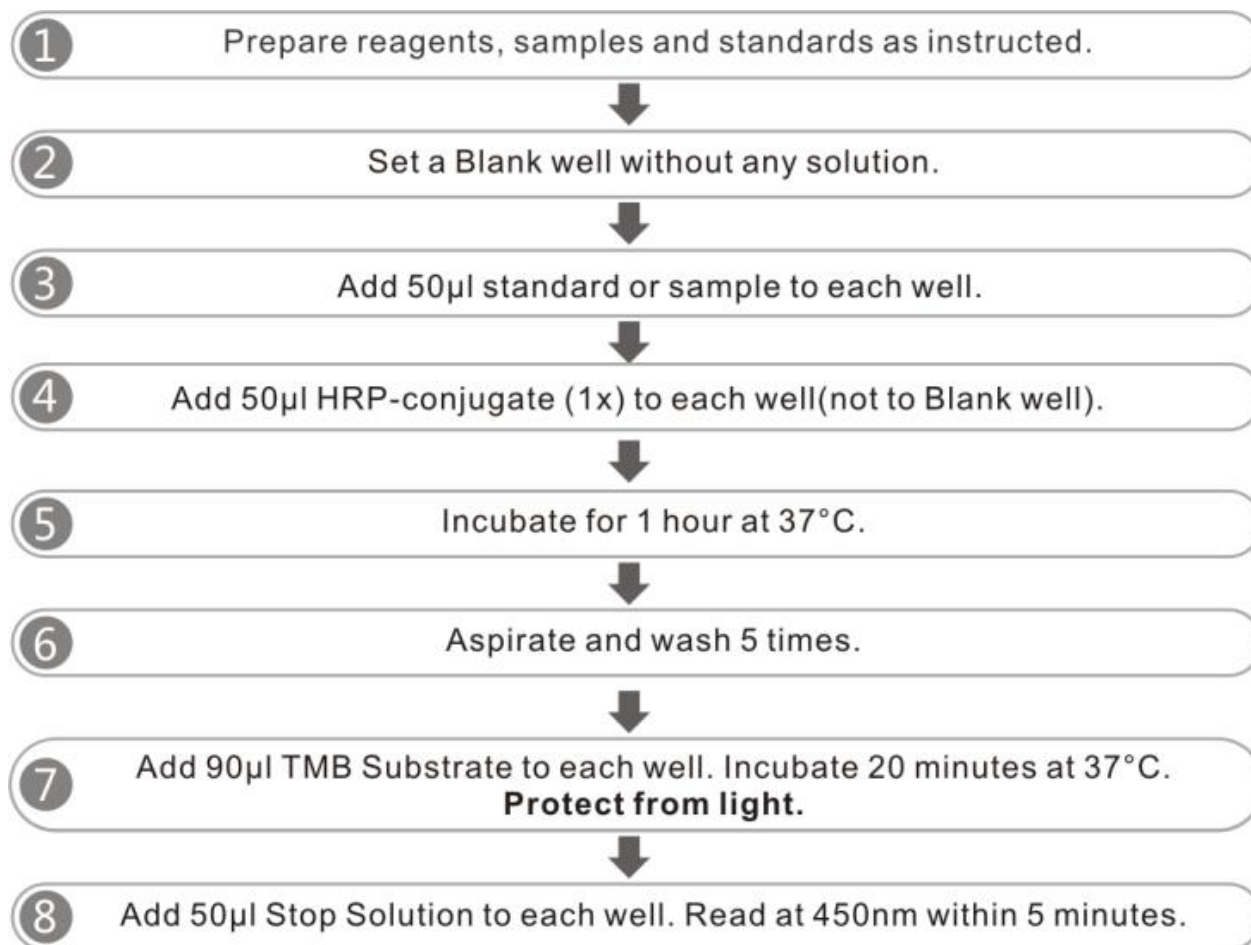 1 Prepare reagents, samples and standards as instructed.
2 Set a Blank well without any solution.
3 Add 50µl standard or sample to each well.
4 Add 50µl HRP-conjugate (1x) to each well(not to Blank well).
5 Incubate for 1 hour at 37°C.
6 Aspirate and wash 5 times.
7 Add 90µl TMB Substrate to each well. Incubate 20 minutes at 37°C.
Protect from light.
8 Add 50µl Stop Solution to each well. Read at 450nm within 5 minutes.